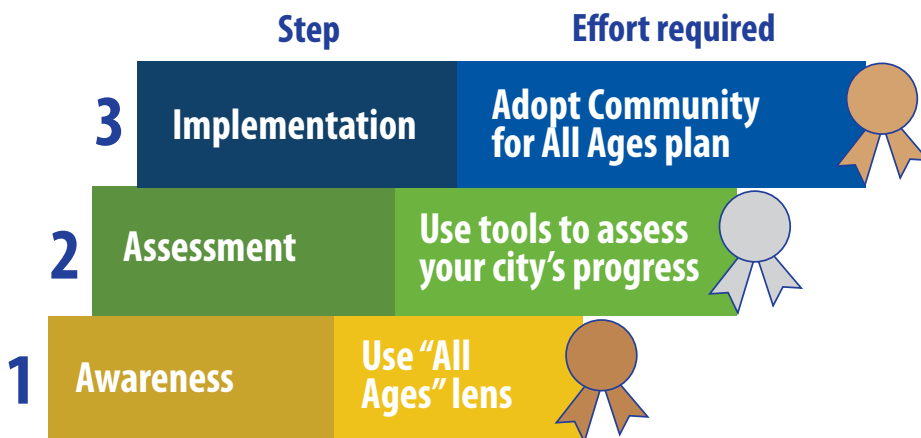 Step Effort required
3 Implementation Adopt Community
for All Ages plan
2 Assessment Use tools to assess
your city’s progress
1 Awareness Use “All
Ages” lens